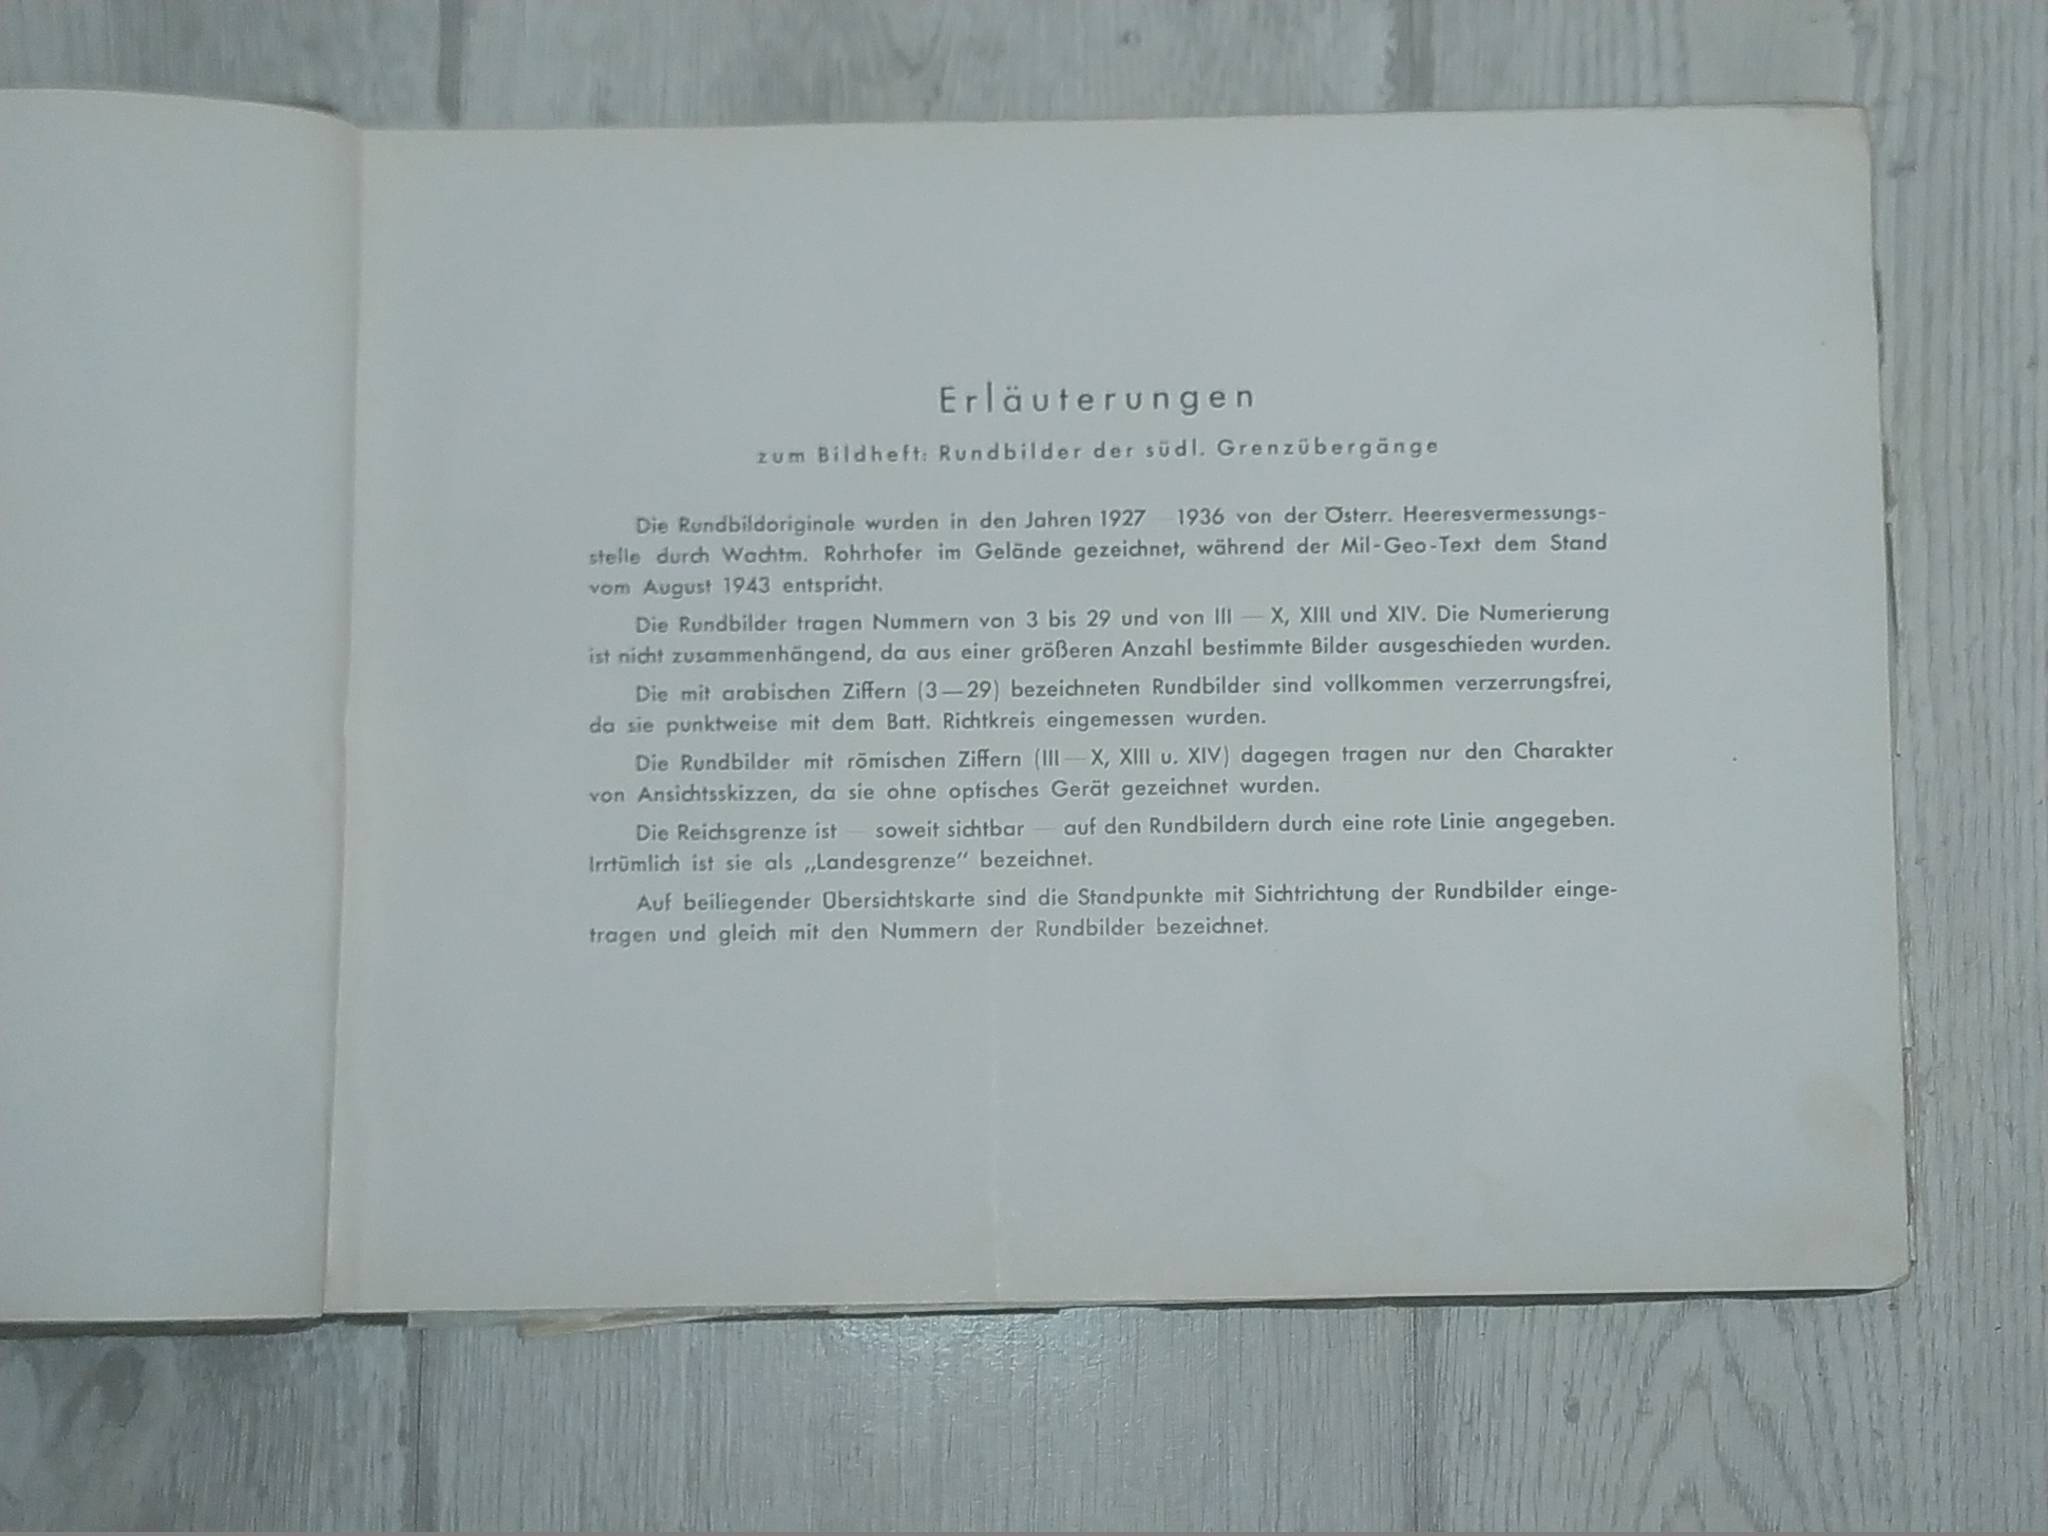 Erläuterungen
zum Bildheft: Rundbilder der südl. Grenzübergänge
Die Rundbildoriginale wurden in den Jahren 1927 — 1936 von der Österr. Heeresvermessungs-
stelle durch Wachtm. Rohrhofer im Gelände gezeichnet, während der Mil-Geo-Text dem Stand
vom August 1943 entspricht.
Die Rundbilder tragen Nummern von 3 bis 29 und von III — X, XIII und XIV. Die Numerierung
ist nicht zusammenhängend, da aus einer größeren Anzahl bestimmte Bilder ausgeschieden wurden.
Die mit arabischen Ziffern (3—29) bezeichneten Rundbilder sind vollkommen verzerrungsfrei,
da sie punktweise mit dem Batt. Richtkreis eingemessen wurden.
Die Rundbilder mit römischen Ziffern (III — X, XIII u. XIV) dagegen tragen nur den Charakter
von Ansichtsskizzen, da sie ohne optisches Gerät gezeichnet wurden.
Die Reichsgrenze ist — soweit sichtbar — auf den Rundbildern durch eine rote Linie angegeben.
Irrtümlich ist sie als „Landesgrenze" bezeichnet.
Auf beiliegender Übersichtskarte sind die Standpunkte mit Sichtrichtung der Rundbilder einge-
tragen und gleich mit den Nummern der Rundbilder bezeichnet.